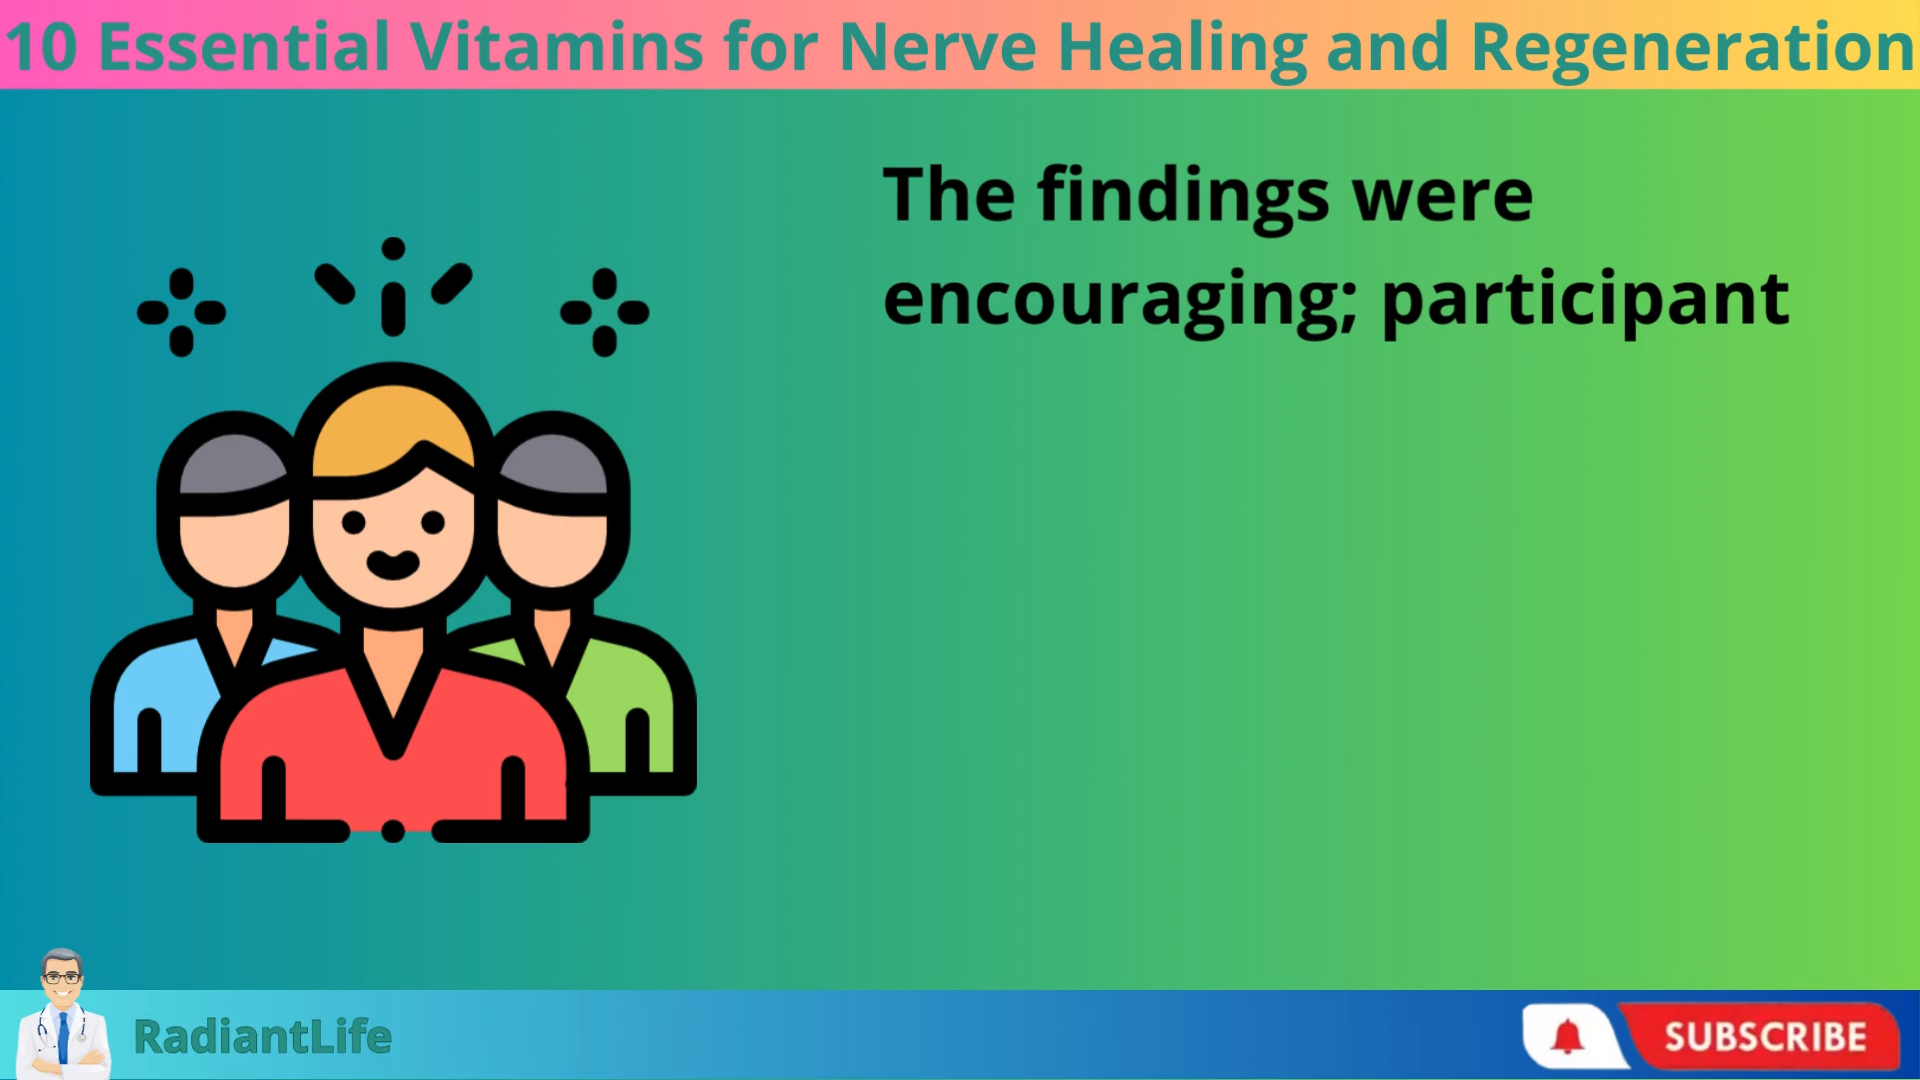 10 Essential Vitamins for Nerve Healing and Regeneration
The findings were
encouraging; participant
RadiantLife
SUBSCRIBE